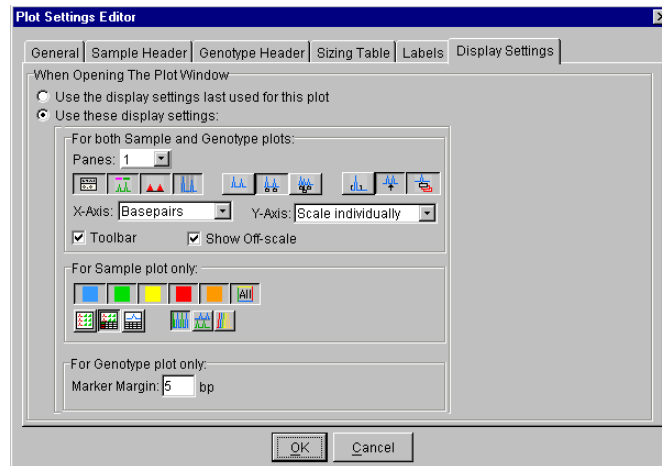 Plot Settings Editor
General Sample Header Genotype Header Sizing Table Labels Display Settings
When Opening The Plot Window
Use the display settings last used for this plot
Use these display settings:
For both Sample and Genotype plots:
Panes: 1
X-Axis: Basepairs Y-Axis: Scale individually
Toolbar Show Off-scale
For Sample plot only:
All
For Genotype plot only:
Marker Margin: 5 bp
OK Cancel